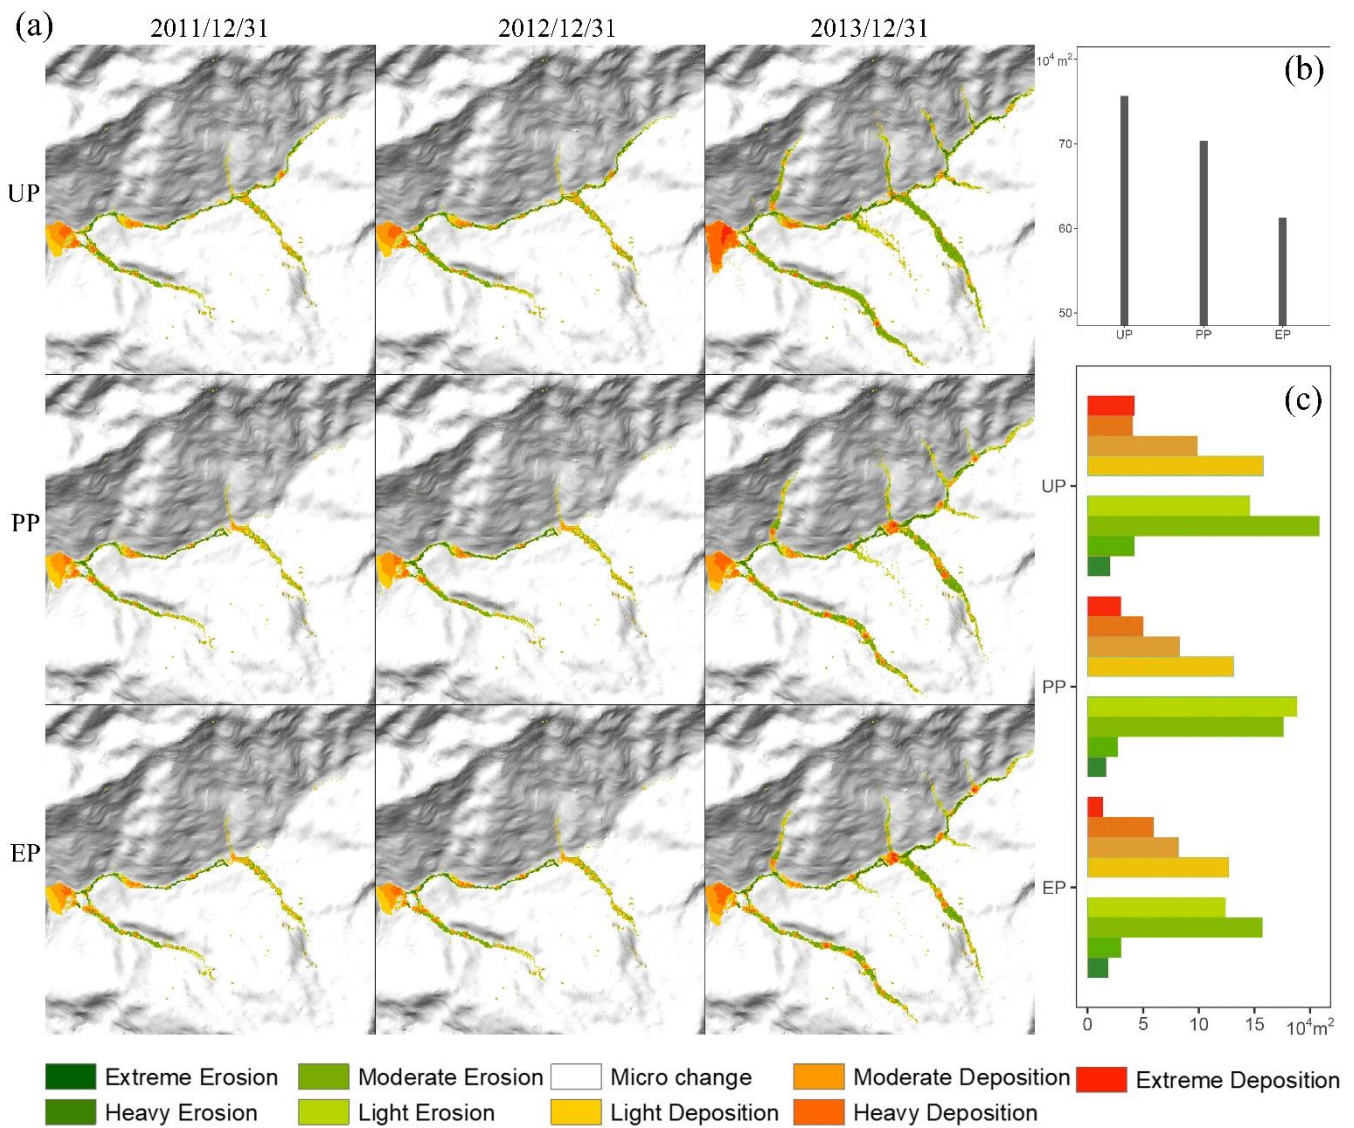 (a)
2011/12/31
2012/12/31
2013/12/31
UP
PP
EP
(b)
10⁴ m²
70
60
50
UP
PP
EP
(c)
UP
PP
EP
0
5
10
15
10⁴m²
Extreme Erosion
Moderate Erosion
Micro change
Moderate Deposition
Extreme Deposition
Heavy Erosion
Light Erosion
Light Deposition
Heavy Deposition